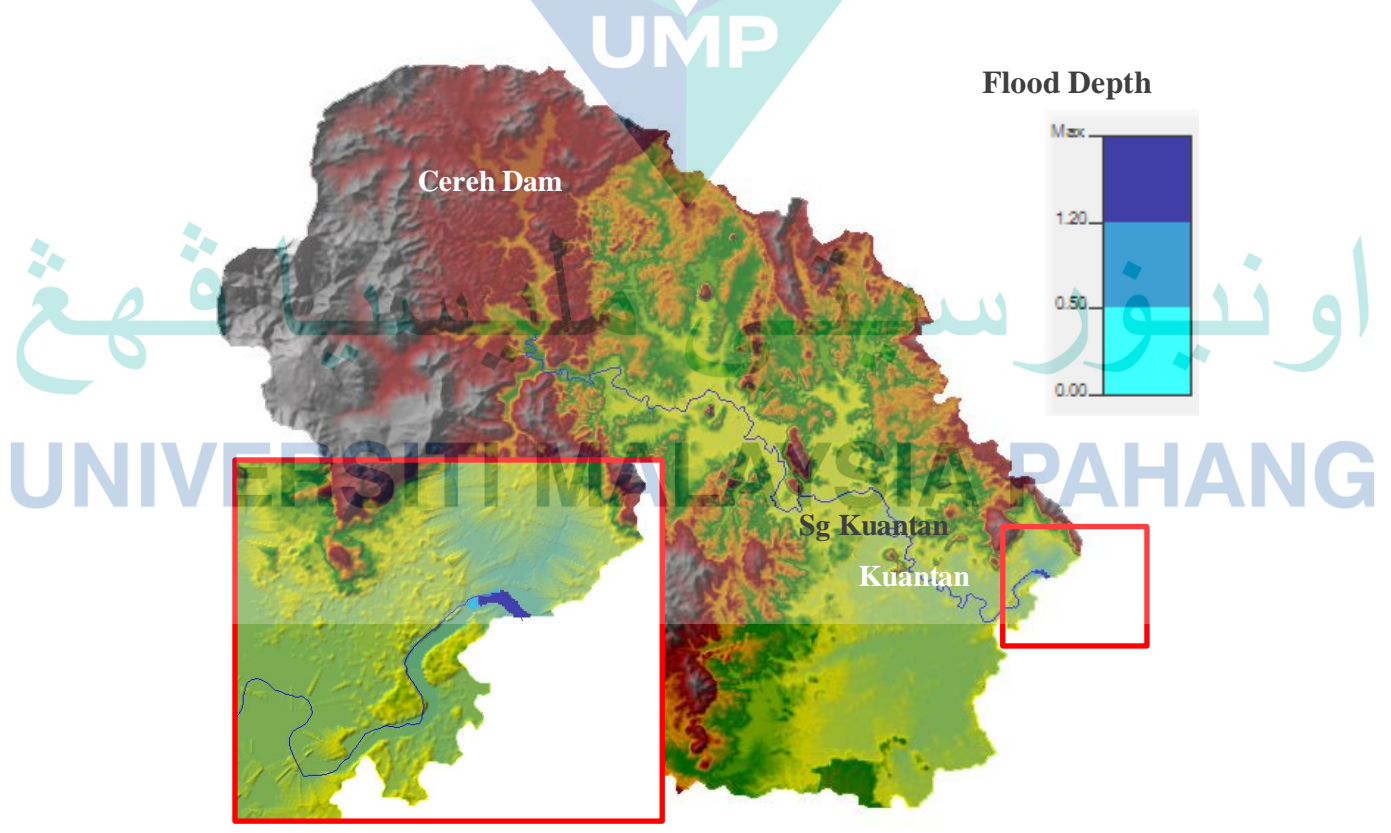 UMP
Flood Depth
Max
1.20
0.50
0.00
Cereh Dam
اونيۏرسيتي مليسيا ڤهڠ
UNIVERSITI MALAYSIA PAHANG
Sg Kuantan
Kuantan